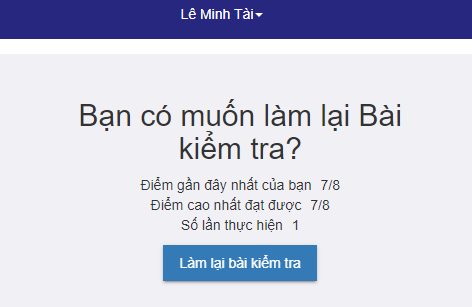 Lê Minh Tài
Bạn có muốn làm lại Bài
kiểm tra?
Điểm gần đây nhất của bạn 7/8
Điểm cao nhất đạt được 7/8
Số lần thực hiện 1
Làm lại bài kiểm tra